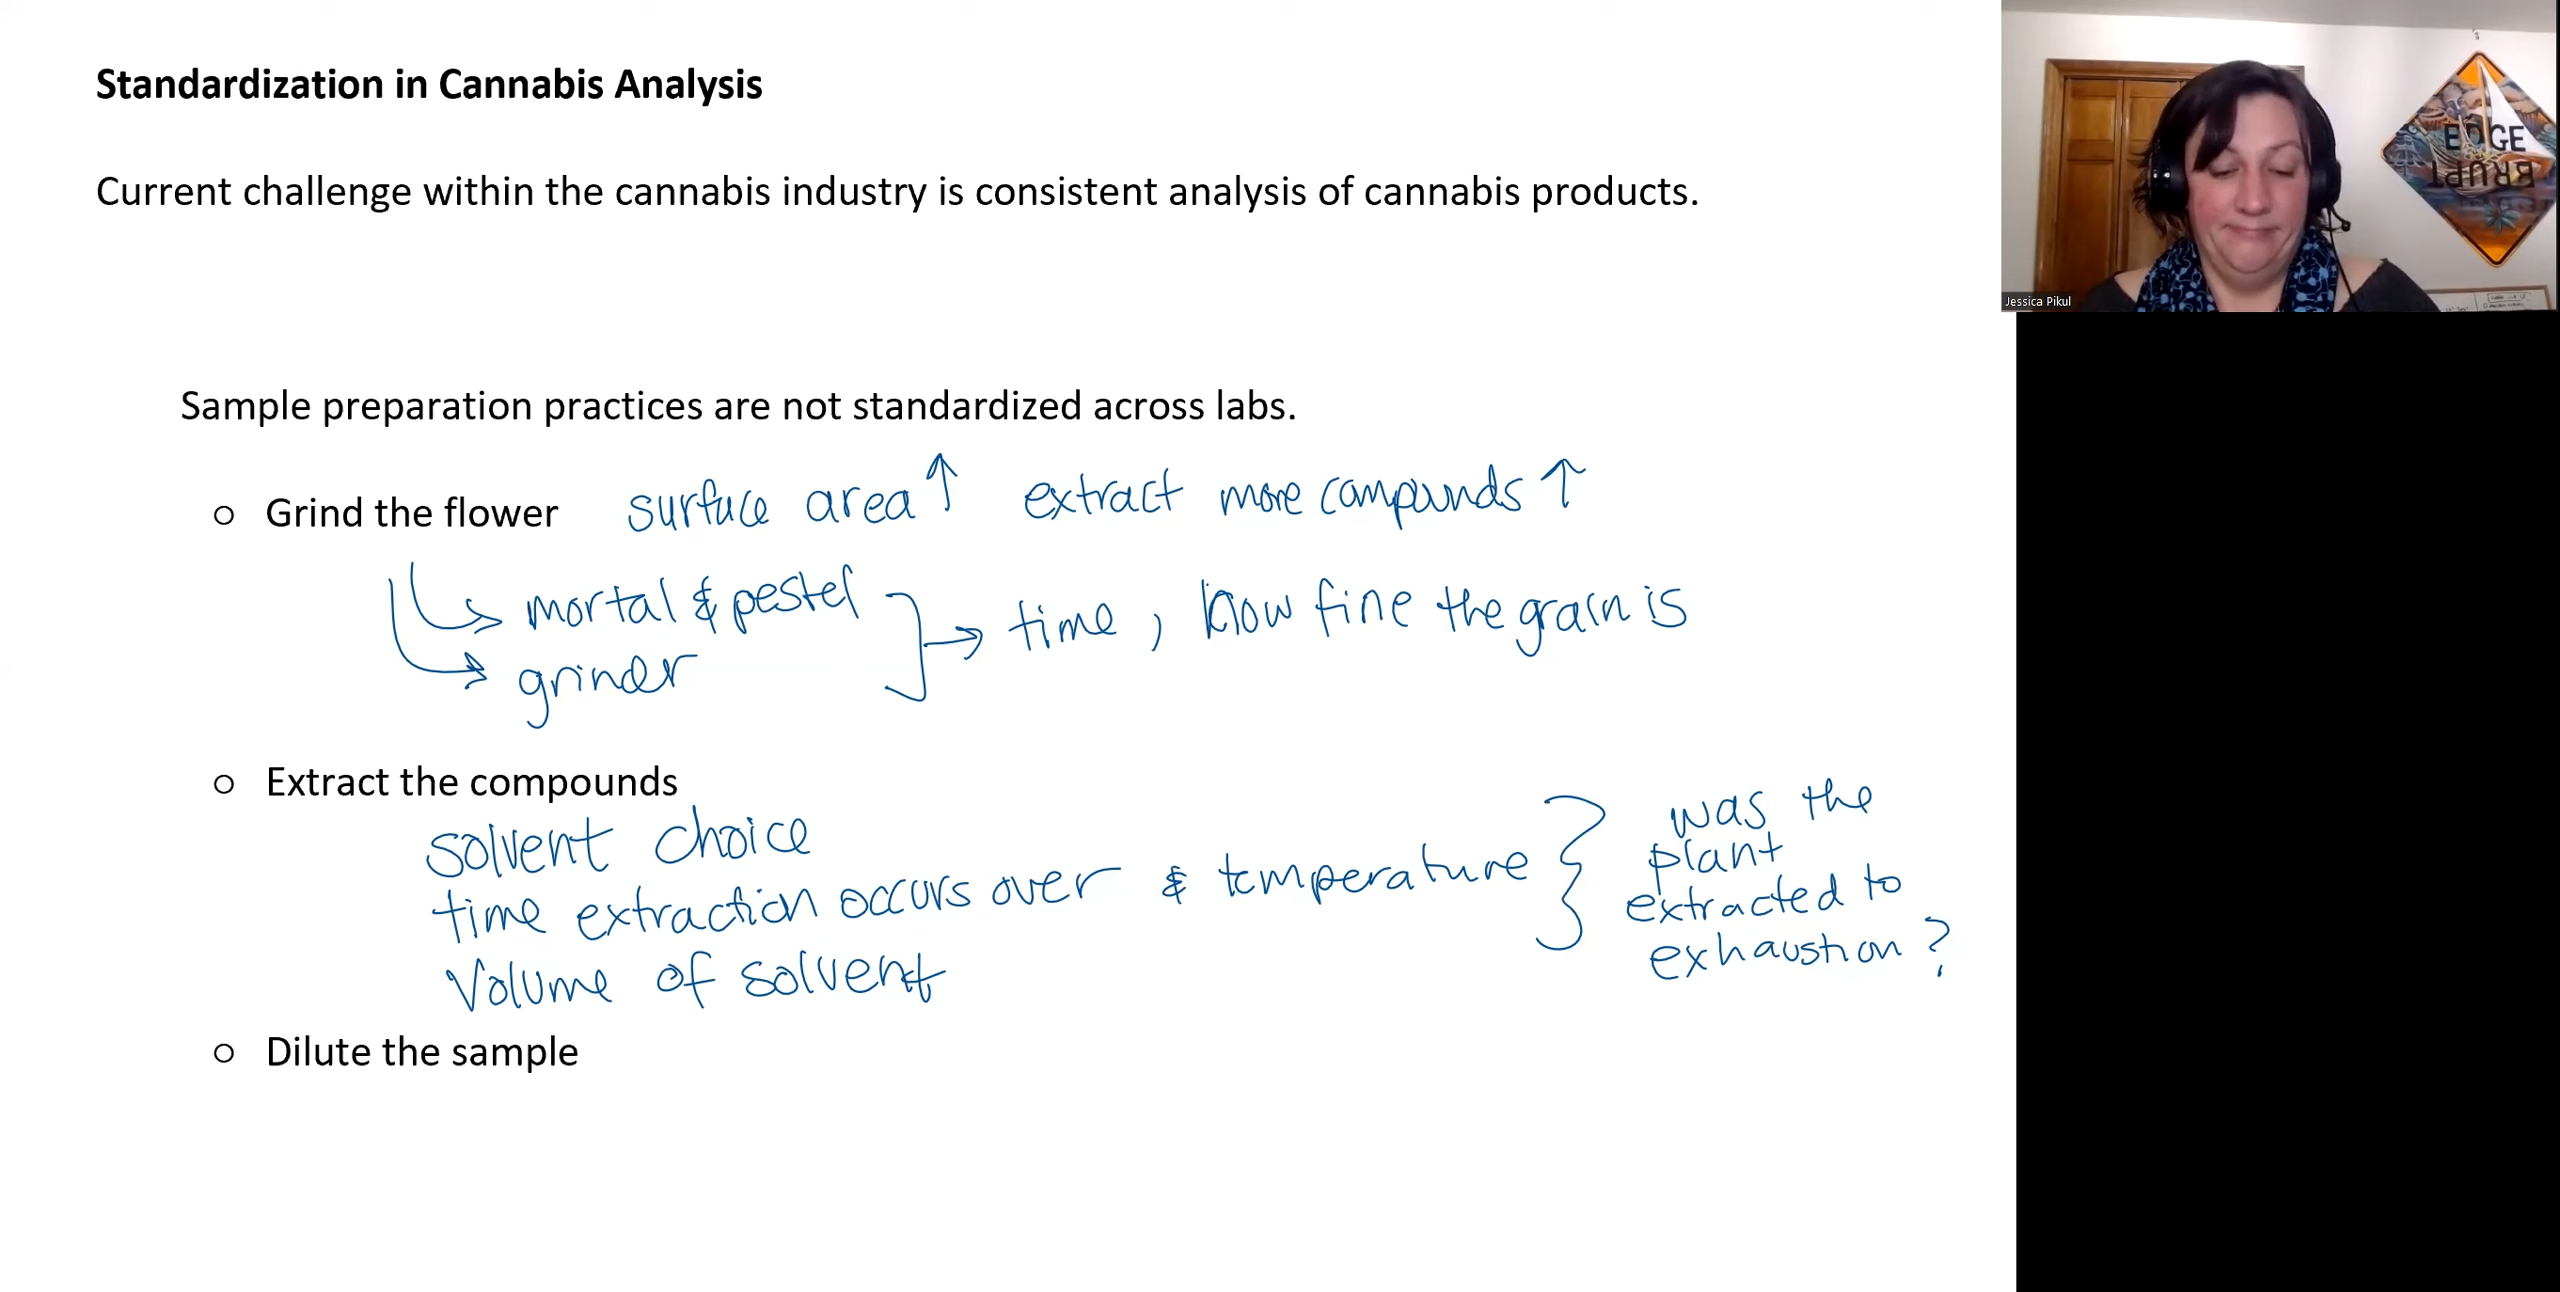 Standardization in Cannabis Analysis
Current challenge within the cannabis industry is consistent analysis of cannabis products.
Sample preparation practices are not standardized across labs.
○ Grind the flower surface area ↑ extract more compounds ↑
mortal & pestel
grinder
→ time, how fine the grain is
○ Extract the compounds
solvent choice
time extraction occurs over & temperature
Volume of solvent
was the
plant
extracted to
exhaustion?
○ Dilute the sample
EDGE
Jessica Pikul